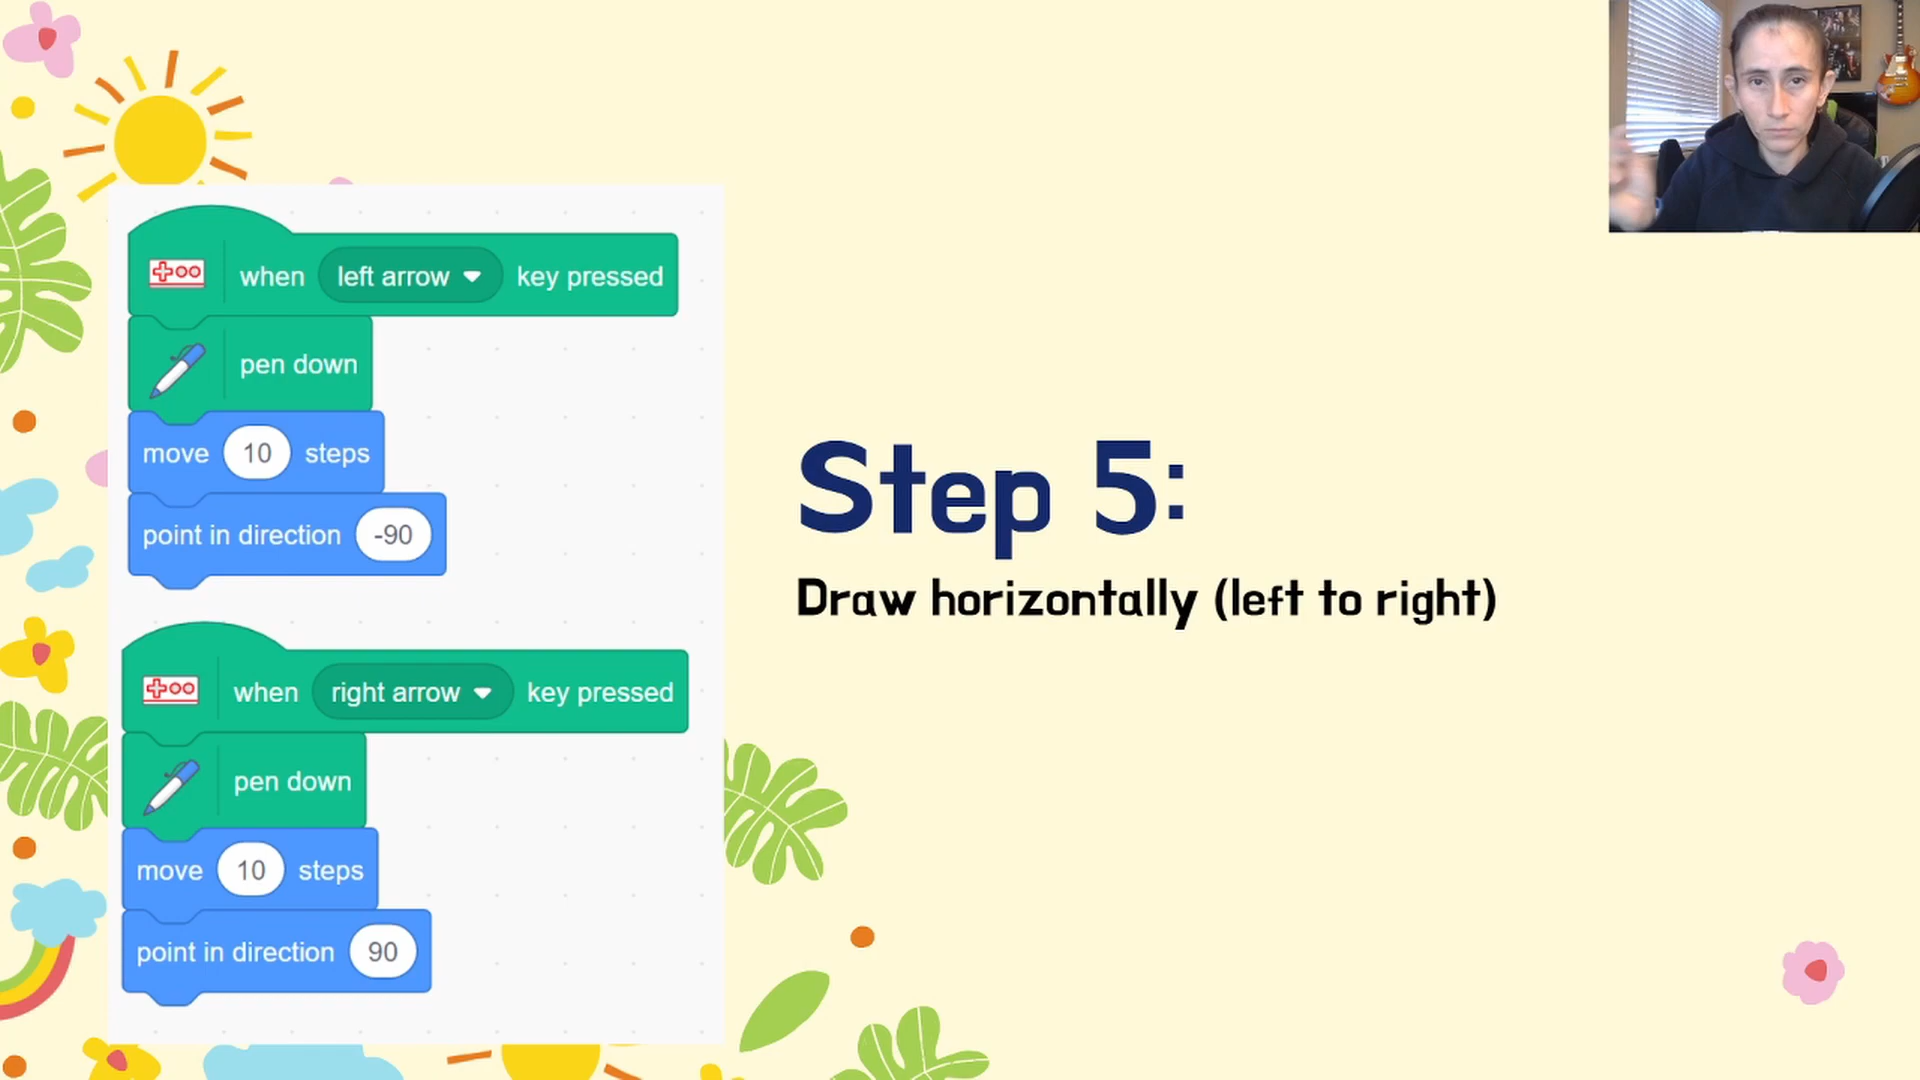 when left arrow key pressed
pen down
move 10 steps
point in direction -90
when right arrow key pressed
pen down
move 10 steps
point in direction 90
Step 5:
Draw horizontally (left to right)